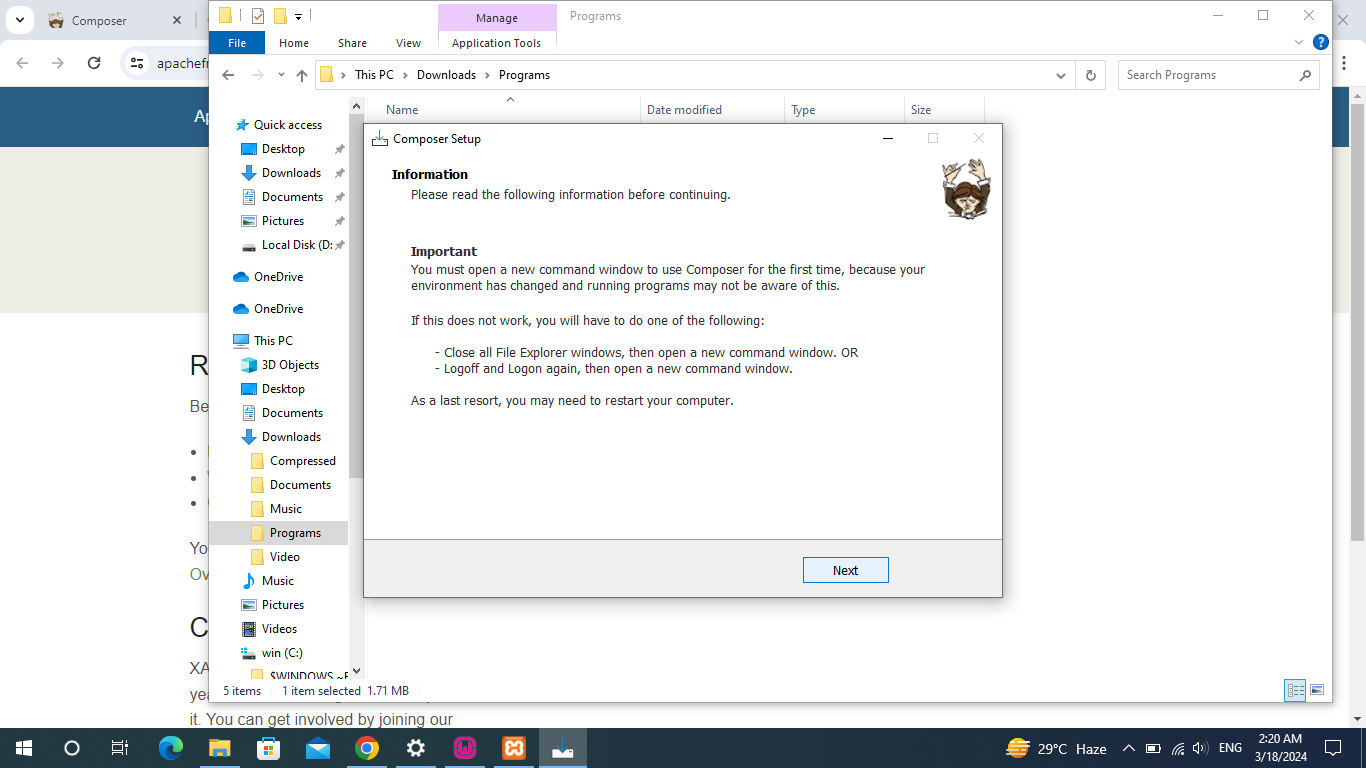 Composer
Manage
Programs
File
Home
Share
View
Application Tools
apachefr
This PC
Downloads
Programs
Search Programs
Name
Date modified
Type
Size
Ap
Quick access
Desktop
Downloads
Documents
Pictures
Local Disk (D:
OneDrive
OneDrive
This PC
3D Objects
Desktop
Documents
Downloads
Compressed
Documents
Music
Programs
Video
Music
Pictures
Videos
win (C:)
$WINDOWS.~B
Composer Setup
Information
Please read the following information before continuing.
Important
You must open a new command window to use Composer for the first time, because your
environment has changed and running programs may not be aware of this.
If this does not work, you will have to do one of the following:
- Close all File Explorer windows, then open a new command window. OR
- Logoff and Logon again, then open a new command window.
As a last resort, you may need to restart your computer.
Next
R
Be
Yo
Ov
C
XA
yea
it. You can get involved by joining our
5 items
1 item selected 1.71 MB
29°C Haze
ENG
2:20 AM
3/18/2024